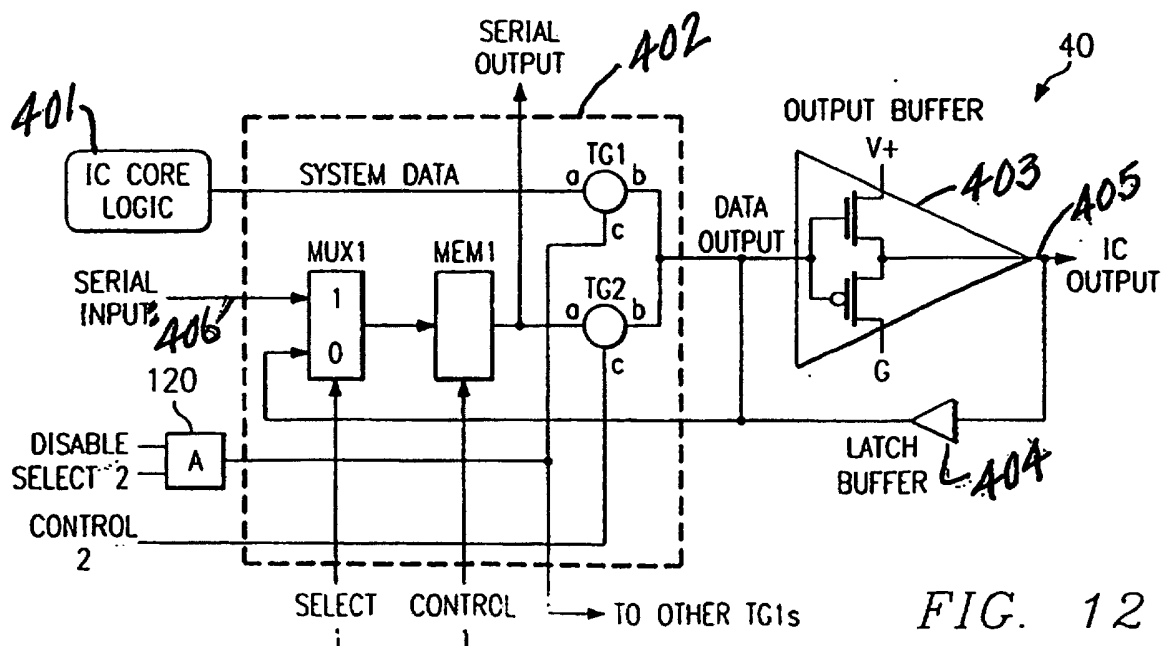 SERIAL
OUTPUT
402
40
401
OUTPUT BUFFER
V+
403
405
IC CORE
LOGIC
SYSTEM DATA
TG1
a
b
c
DATA
OUTPUT
IC
OUTPUT
MUX1
MEM1
SERIAL
INPUT
406
1
0
TG2
a
b
c
G
120
DISABLE
SELECT 2
A
LATCH
BUFFER
404
CONTROL
2
SELECT
1
CONTROL
1
TO OTHER TG1s
FIG. 12